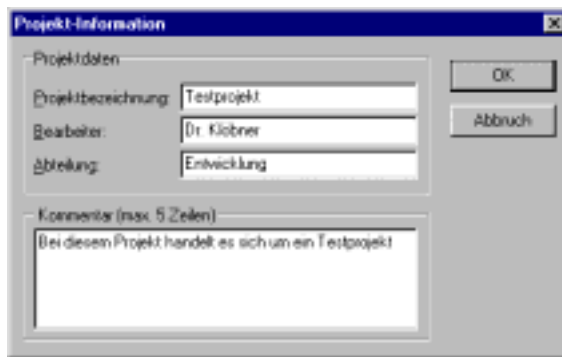 Projekt-Information
Projektdaten
Projektbezeichnung: Testprojekt
Bearbeiter: Dr. Klöbner
Abteilung: Entwicklung
OK
Abbruch
Kommentar (max. 5 Zeilen)
Bei diesem Projekt handelt es sich um ein Testprojekt